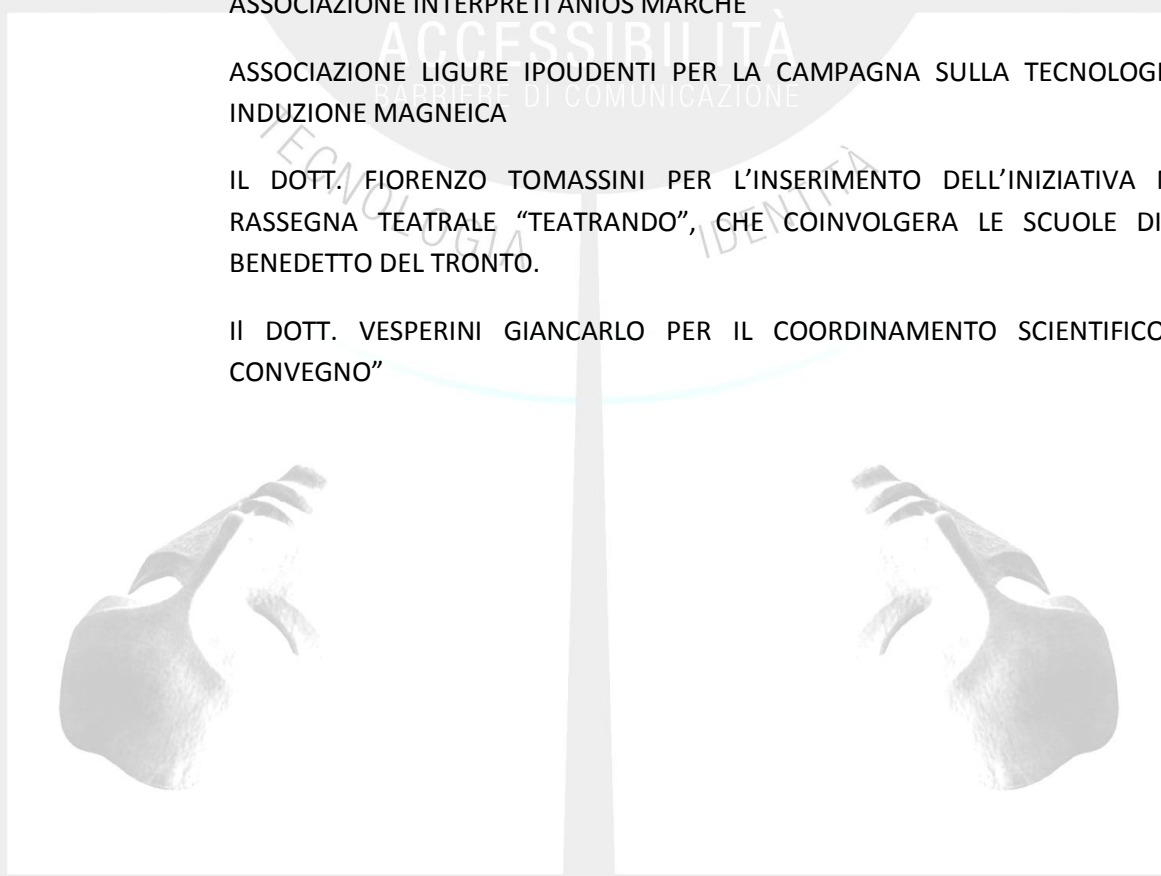 ASSOCIAZIONE INTERPRETI ANIOS MARCHE
ACCESSIBILITÀ
ASSOCIAZIONE LIGURE IPOUDENTI PER LA CAMPAGNA SULLA TECNOLOGI
BARRIERE DI COMUNICAZIONE
INDUZIONE MAGNEICA
TECNOLOGIA
IDENTITÀ
IL DOTT. FIORENZO TOMASSINI PER L’INSERIMENTO DELL’INIZIATIVA
RASSEGNA TEATRALE “TEATRANDO”, CHE COINVOLGERA LE SCUOLE DI
BENEDETTO DEL TRONTO.
Il DOTT. VESPERINI GIANCARLO PER IL COORDINAMENTO SCIENTIFICO
CONVEGNO”